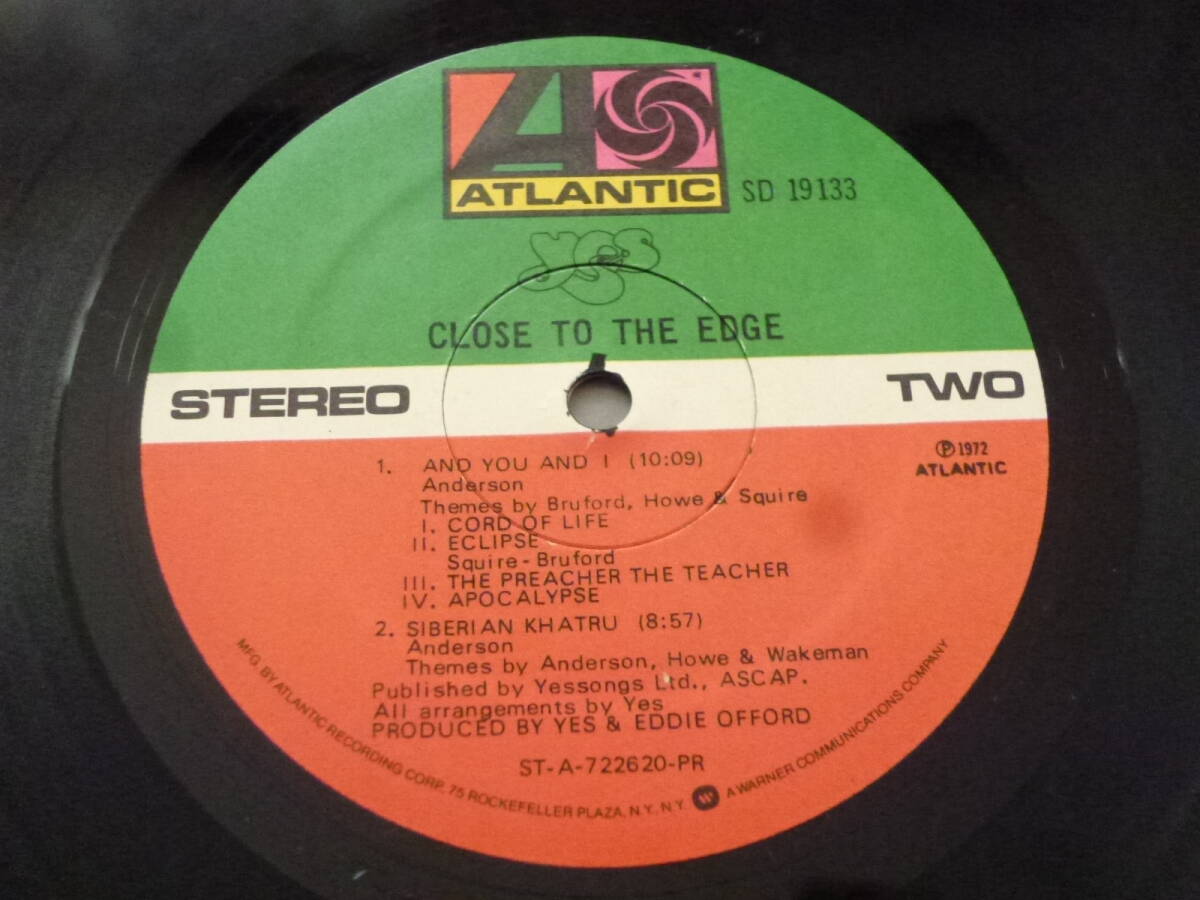 ATLANTIC
SD 19133
yes
CLOSE TO THE EDGE
STEREO
TWO
Ⓟ 1972
ATLANTIC
1. AND YOU AND I (10:09)
Anderson
Themes by Bruford, Howe & Squire
I. CORD OF LIFE
II. ECLIPSE
Squire-Bruford
III. THE PREACHER THE TEACHER
IV. APOCALYPSE
2. SIBERIAN KHATRU (8:57)
Anderson
Themes by Anderson, Howe & Wakeman
Published by Yessongs Ltd., ASCAP.
All arrangements by Yes
PRODUCED BY YES & EDDIE OFFORD
ST-A-722620-PR
MFG. BY ATLANTIC RECORDING CORP. 75 ROCKEFELLER PLAZA, N.Y. N.Y. A WARNER COMMUNICATIONS COMPANY